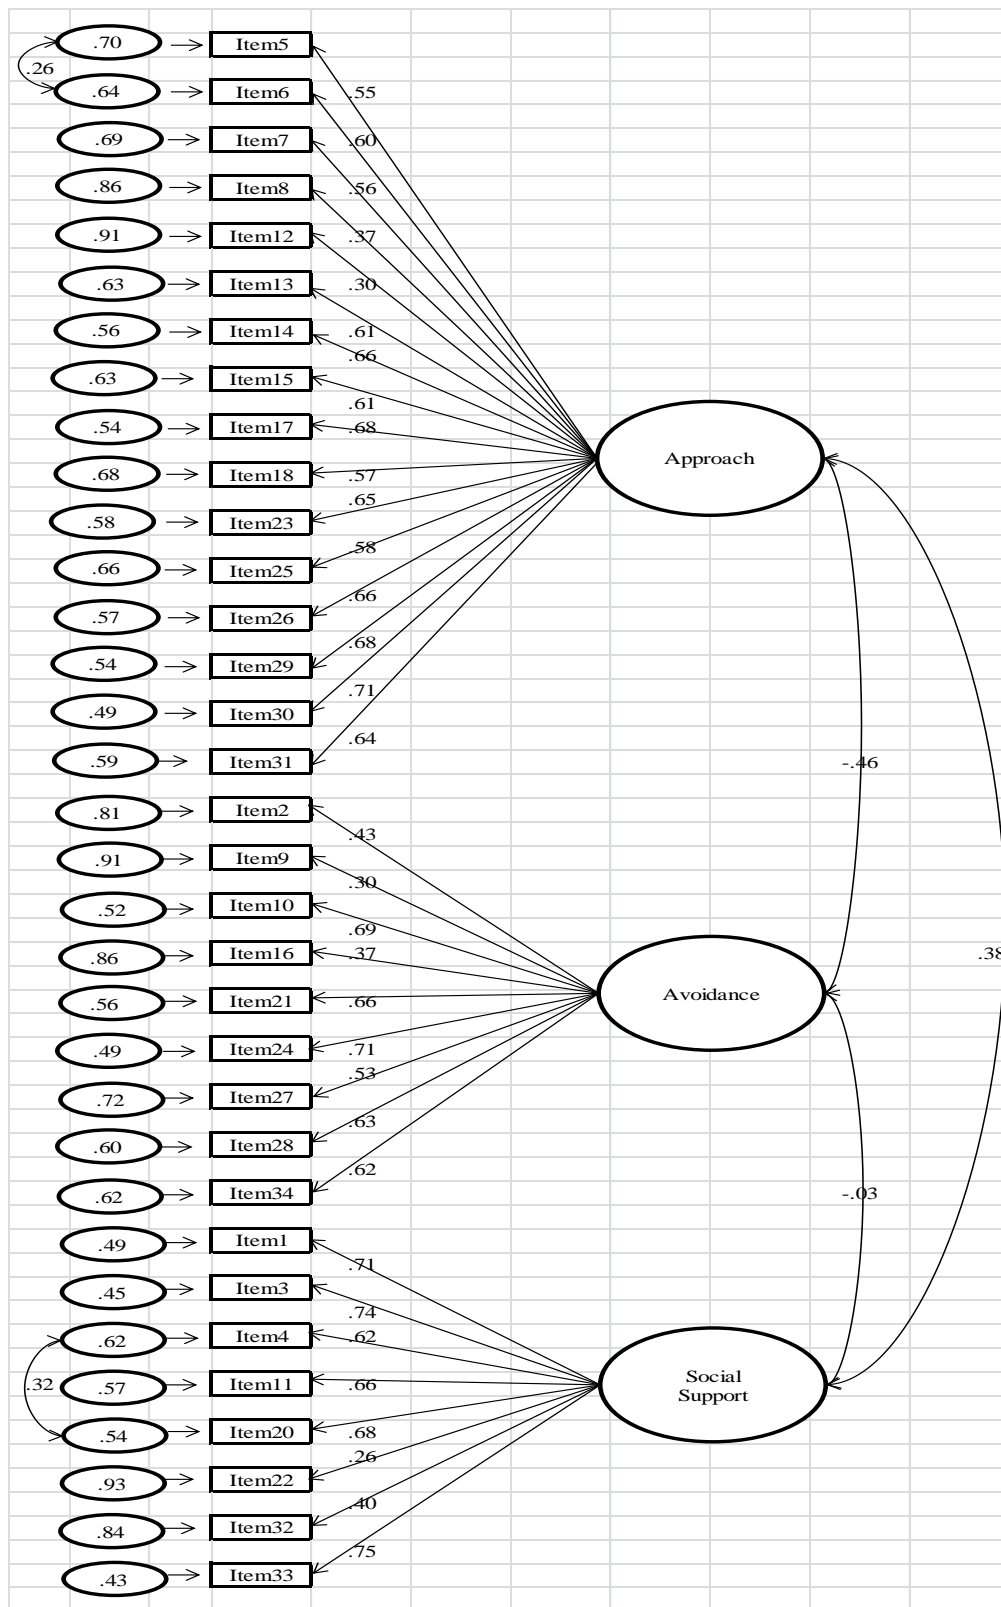 .70 Item5
.26
.64 Item6 .55
.69 Item7 .60
.86 Item8 .56
.91 Item12 .37
.63 Item13 .30
.56 Item14 .61
.66
.63 Item15
.61
.54 Item17 .68
Approach
.68 Item18 .57
.65
.58 Item23
.58
.66 Item25
.66
.57 Item26
.68
.54 Item29
.71
.49 Item30
.64
.59 Item31
-.46
.81 Item2
.43
.91 Item9
.30
.52 Item10
.69
.86 Item16 .37
.38
Avoidance
.56 Item21 .66
.49 Item24 .71
.53
.72 Item27
.63
.60 Item28
.62
.62 Item34
-.03
.49 Item1
.71
.45 Item3
.74
.62 Item4 .62
Social
Support
.32
.57 Item11 .66
.54 Item20 .68
.26
.93 Item22
.40
.84 Item32
.75
.43 Item33